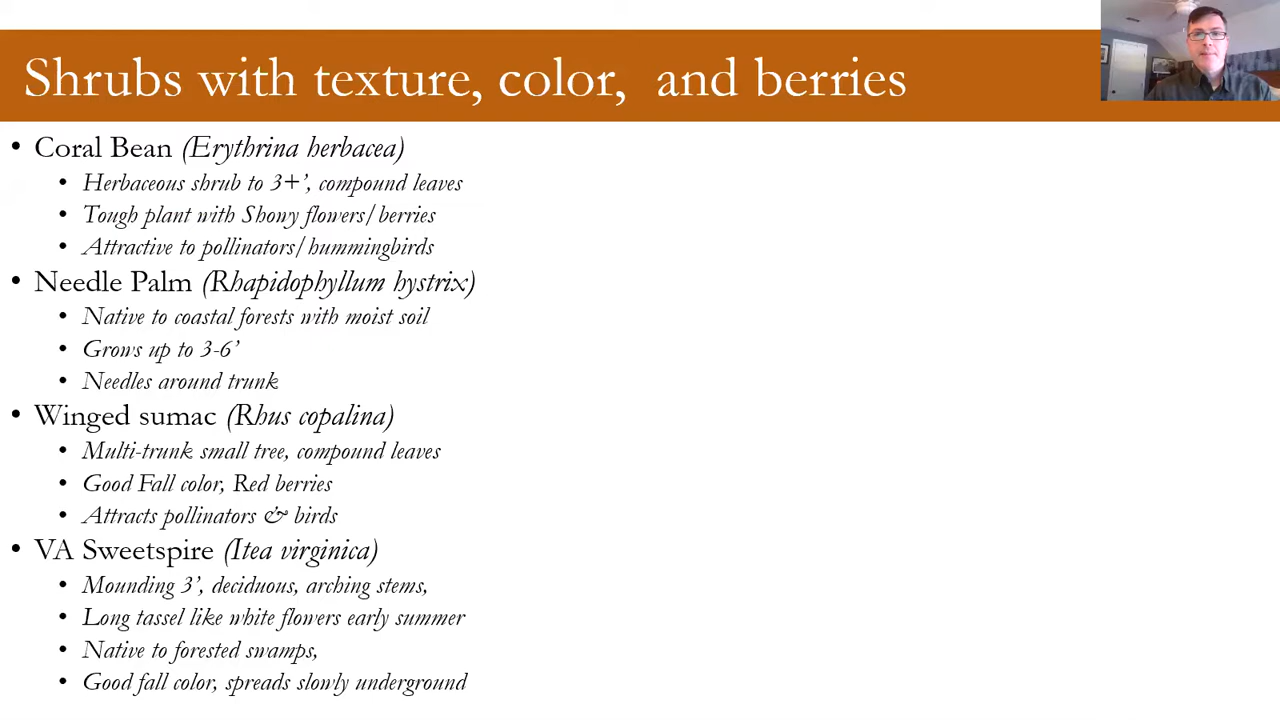 Shrubs with texture, color, and berries
• Coral Bean (Erythrina herbacea)
• Herbaceous shrub to 3+’, compound leaves
• Tough plant with Showy flowers/berries
• Attractive to pollinators/hummingbirds
• Needle Palm (Rhapidophyllum hystrix)
• Native to coastal forests with moist soil
• Grows up to 3-6’
• Needles around trunk
• Winged sumac (Rhus copalina)
• Multi-trunk small tree, compound leaves
• Good Fall color, Red berries
• Attracts pollinators & birds
• VA Sweetspire (Itea virginica)
• Mounding 3’, deciduous, arching stems,
• Long tassel like white flowers early summer
• Native to forested swamps,
• Good fall color, spreads slowly underground